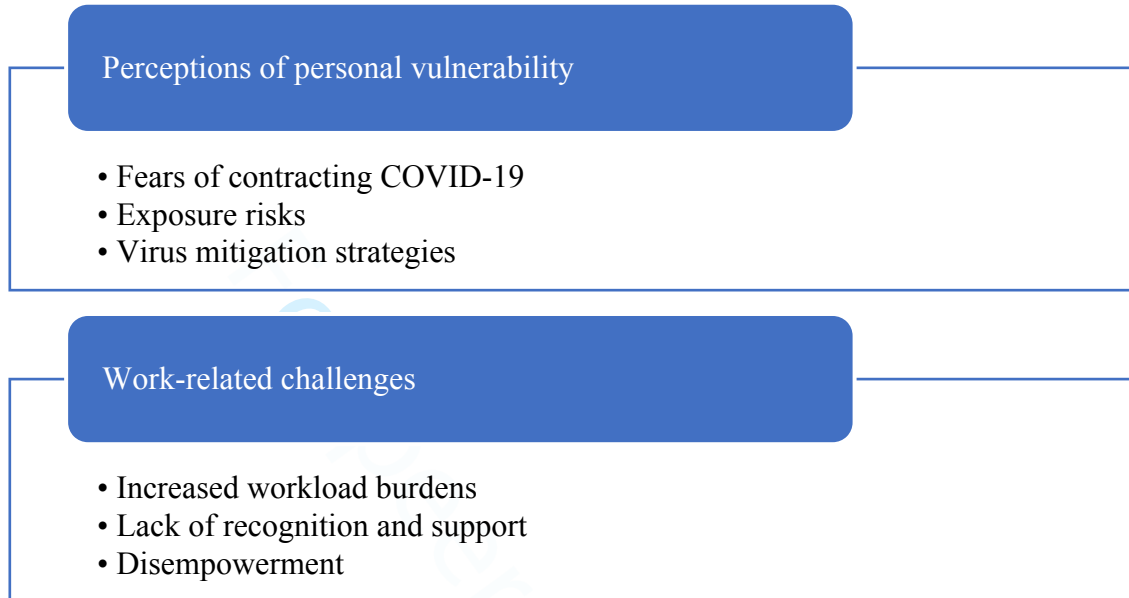 Perceptions of personal vulnerability
• Fears of contracting COVID-19
• Exposure risks
• Virus mitigation strategies
Work-related challenges
• Increased workload burdens
• Lack of recognition and support
• Disempowerment